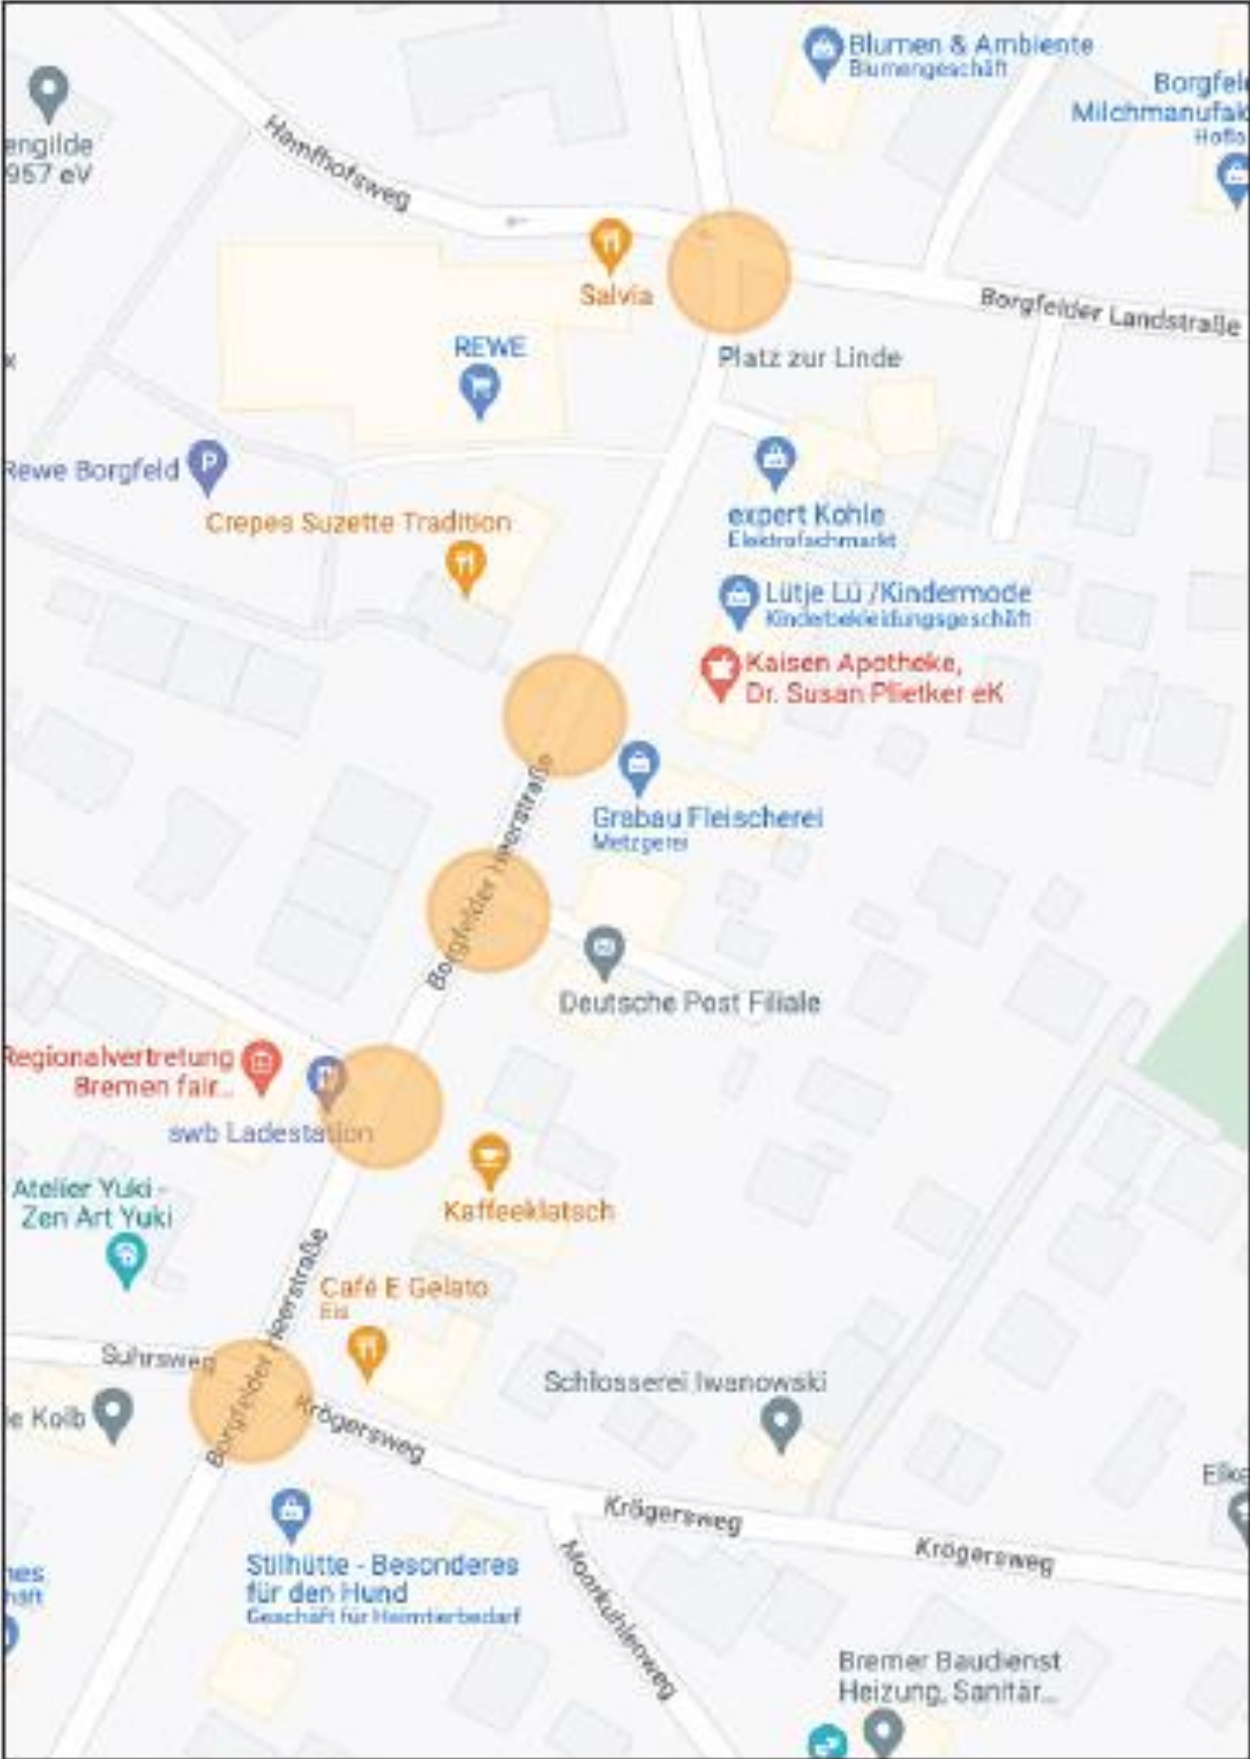 Blumen & Ambiente
Blumengeschäft
Borgfel
Milchmanufak
Hofla
engilde
957 eV
Hamfhofsweg
Salvia
Borgfelder Landstraße
REWE
Platz zur Linde
Rewe Borgfeld
P
Crepes Suzette Tradition
expert Kohle
Elektrofachmarkt
Lütje Lü /Kindermode
Kinderbekleidungsgeschäft
Kaisen Apotheke,
Dr. Susan Plietker eK
Grabau Fleischerei
Metzgerei
Borgfelder Heerstraße
Deutsche Post Filiale
Regionalvertretung
Bremen fair...
swb Ladestation
Atelier Yuki -
Zen Art Yuki
Kaffeeklatsch
Café E Gelato
Eis
Borgfelder Heerstraße
Suhrsweg
Krögersweg
e Kolb
Schlosserei Iwanowski
Elke
Krögersweg
Krögersweg
Stilhütte - Besonderes
für den Hund
Geschäft für Heimtierbedarf
nes
häft
Moorkuhlenweg
Bremer Baudienst
Heizung, Sanitär...